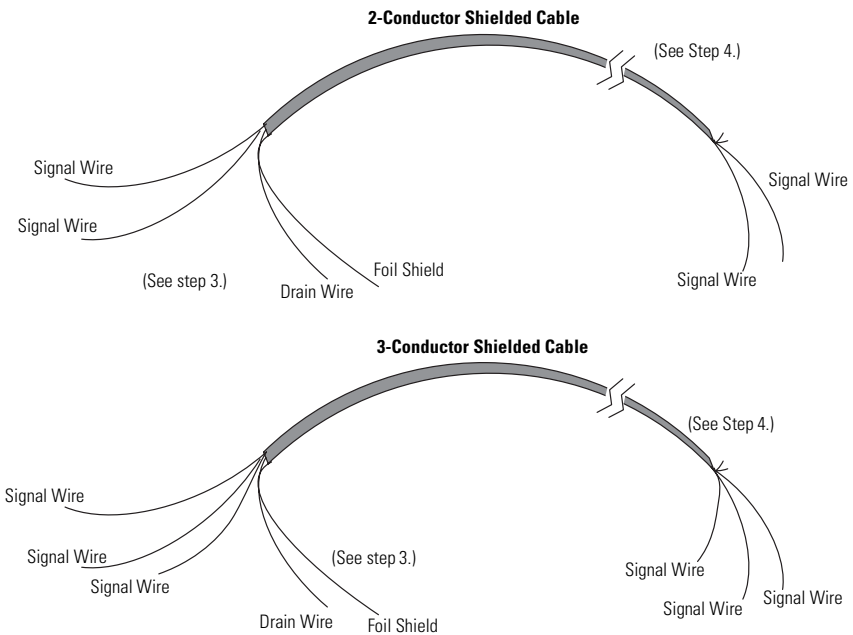 2-Conductor Shielded Cable
(See Step 4.)
Signal Wire
Signal Wire
Signal Wire
(See step 3.)
Foil Shield
Drain Wire
Signal Wire
3-Conductor Shielded Cable
(See Step 4.)
Signal Wire
Signal Wire
(See step 3.)
Signal Wire
Signal Wire
Signal Wire
Signal Wire
Drain Wire
Foil Shield